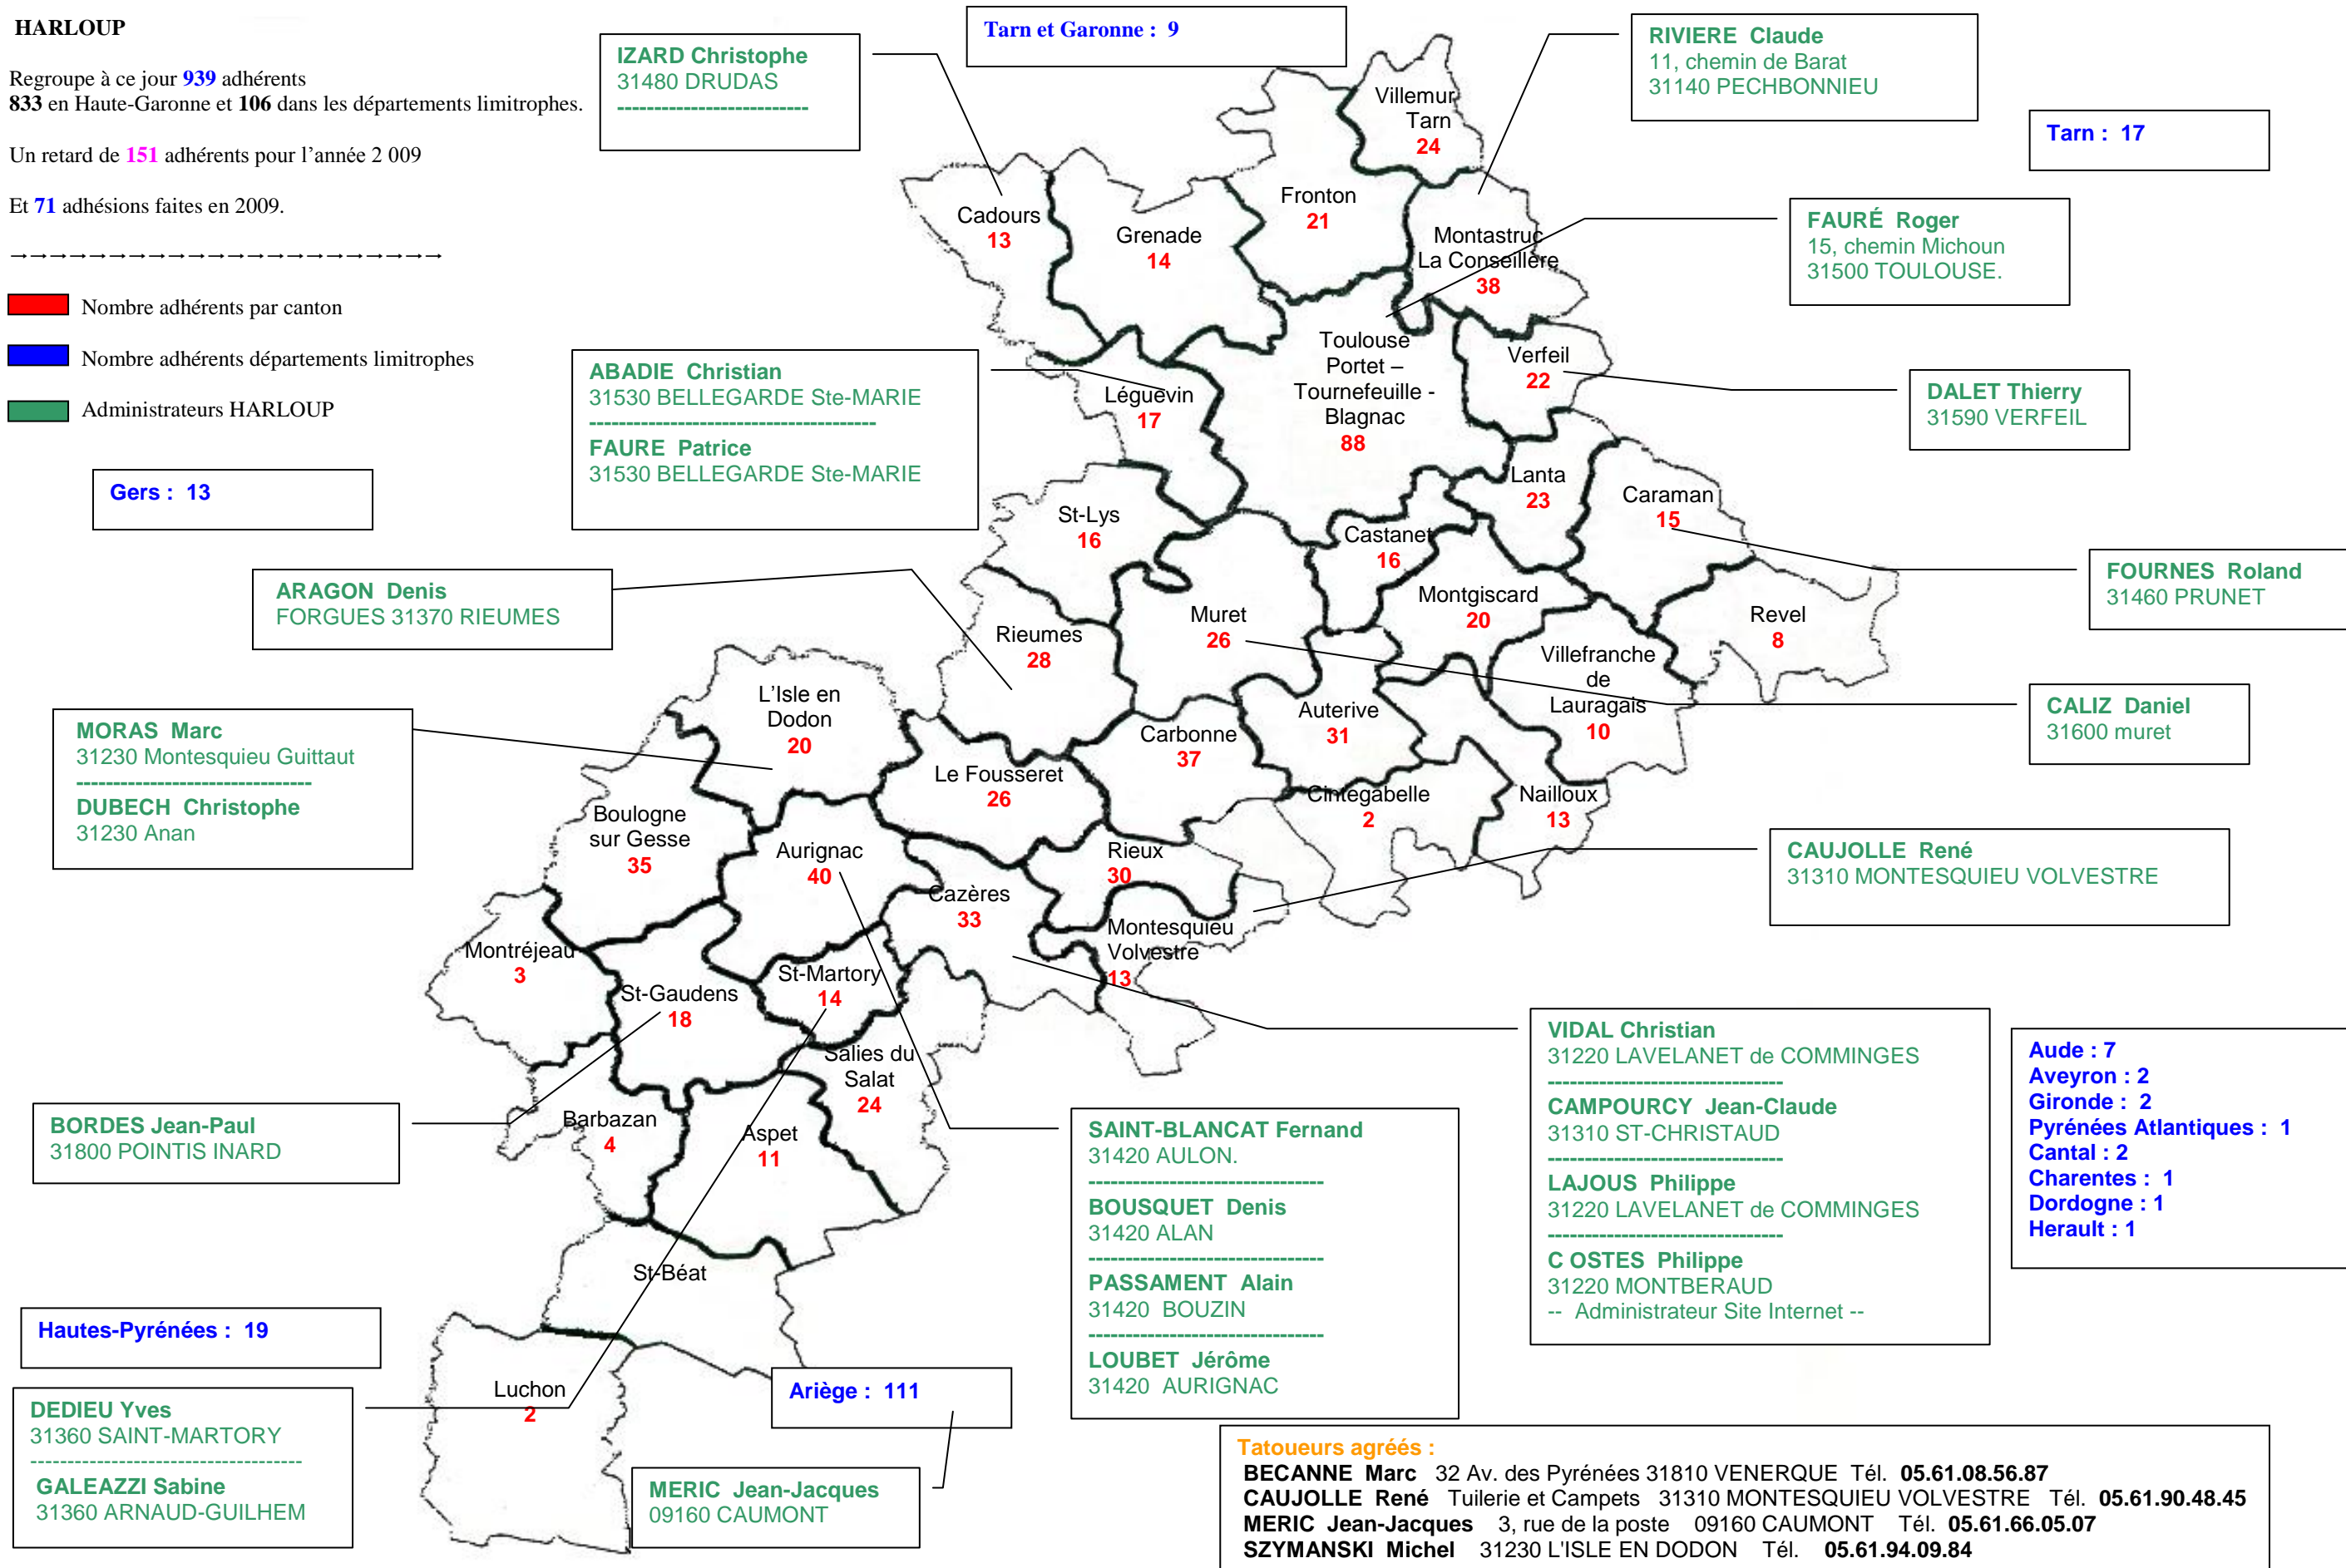 HARLOUP
Regroupe à ce jour 939 adhérents
833 en Haute-Garonne et 106 dans les départements limitrophes.
Un retard de 151 adhérents pour l'année 2 009
Et 71 adhésions faites en 2009.
Nombre adhérents par canton
Nombre adhérents départements limitrophes
Administrateurs HARLOUP
Gers : 13
IZARD Christophe
31480 DRUDAS
Tarn et Garonne : 9
RIVIERE Claude
11, chemin de Barat
31140 PECHBONNIEU
Tarn : 17
FAURÉ Roger
15, chemin Michoun
31500 TOULOUSE.
ABADIE Christian
31530 BELLEGARDE Ste-MARIE
FAURE Patrice
31530 BELLEGARDE Ste-MARIE
DALET Thierry
31590 VERFEIL
ARAGON Denis
FORGUES 31370 RIEUMES
FOURNES Roland
31460 PRUNET
MORAS Marc
31230 Montesquieu Guittaut
DUBECH Christophe
31230 Anan
CALIZ Daniel
31600 muret
CAUJOLLE René
31310 MONTESQUIEU VOLVESTRE
Villemur
Tarn
24
Fronton
21
Cadours
13
Grenade
14
Montastruc
La Conseillère
38
Toulouse
Portet –
Tournefeuille -
Blagnac
88
Verfeil
22
Léguevin
17
Lanta
23
Caraman
15
St-Lys
16
Castanet
16
Montgiscard
20
Revel
8
Rieumes
28
Muret
26
Villefranche
de
Lauragais
10
L'Isle en
Dodon
20
Auterive
31
Carbonne
37
Le Fousseret
26
Cintegabelle
2
Nailloux
13
Boulogne
sur Gesse
35
Aurignac
40
Rieux
30
Cazères
33
Montesquieu
Volvestre
13
Montréjeau
3
St-Gaudens
18
St-Martory
14
Salies du
Salat
24
Barbazan
4
Aspet
11
St-Béat
Luchon
2
BORDES Jean-Paul
31800 POINTIS INARD
Hautes-Pyrénées : 19
DEDIEU Yves
31360 SAINT-MARTORY
GALEAZZI Sabine
31360 ARNAUD-GUILHEM
Ariège : 111
MERIC Jean-Jacques
09160 CAUMONT
SAINT-BLANCAT Fernand
31420 AULON.
BOUSQUET Denis
31420 ALAN
PASSAMENT Alain
31420 BOUZIN
LOUBET Jérôme
31420 AURIGNAC
VIDAL Christian
31220 LAVELANET de COMMINGES
CAMPOURCY Jean-Claude
31310 ST-CHRISTAUD
LAJOUS Philippe
31220 LAVELANET de COMMINGES
C OSTES Philippe
31220 MONTBERAUD
-- Administrateur Site Internet --
Aude : 7
Aveyron : 2
Gironde : 2
Pyrénées Atlantiques : 1
Cantal : 2
Charentes : 1
Dordogne : 1
Herault : 1
Tatoueurs agréés :
BECANNE Marc 32 Av. des Pyrénées 31810 VENERQUE Tél. 05.61.08.56.87
CAUJOLLE René Tuilerie et Campets 31310 MONTESQUIEU VOLVESTRE Tél. 05.61.90.48.45
MERIC Jean-Jacques 3, rue de la poste 09160 CAUMONT Tél. 05.61.66.05.07
SZYMANSKI Michel 31230 L'ISLE EN DODON Tél. 05.61.94.09.84